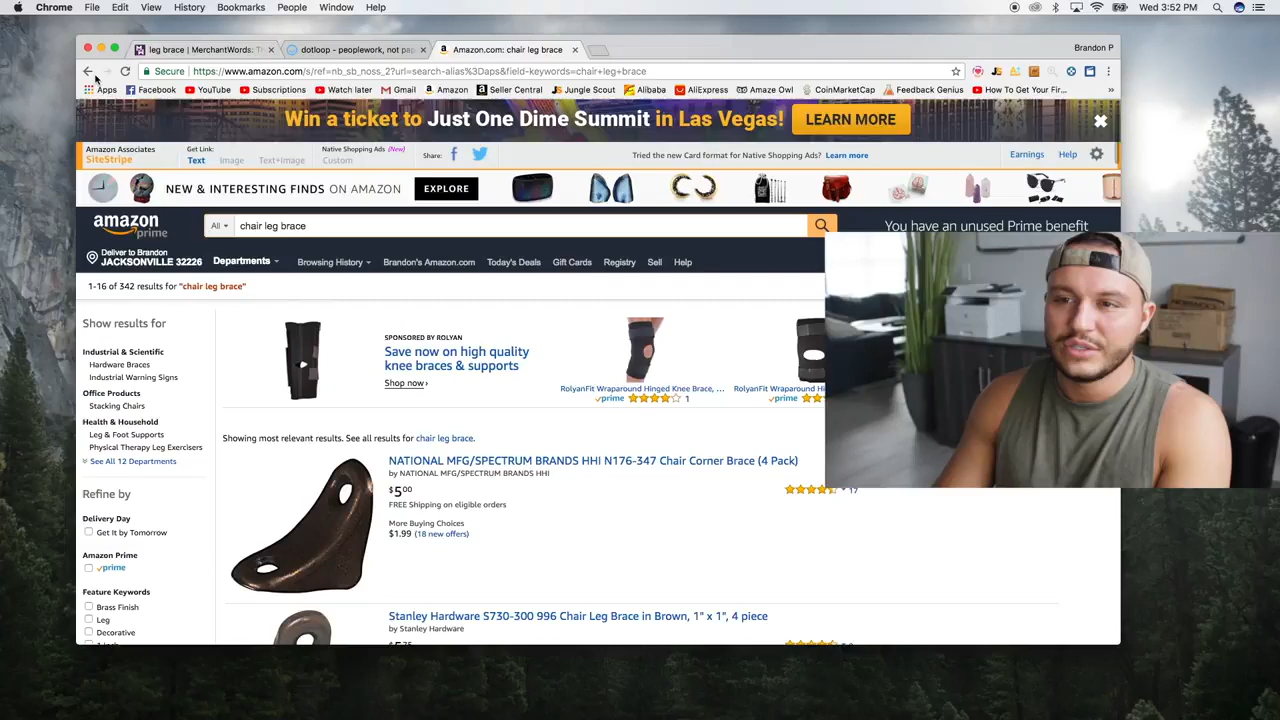 Chrome File Edit View History Bookmarks People Window Help
Wed 3:52 PM
leg brace | MerchantWords: Th
dotloop - peoplework, not pap
Amazon.com: chair leg brace
Brandon P
Secure https://www.amazon.com/s/ref=nb_sb_noss_2?url=search-alias%3Daps&field-keywords=chair+leg+brace
Apps Facebook YouTube Subscriptions Watch later Gmail Amazon Seller Central Jungle Scout Alibaba AliExpress Amaze Owl CoinMarketCap Feedback Genius How To Get Your Fir...
Win a ticket to Just One Dime Summit in Las Vegas! LEARN MORE
Amazon Associates
SiteStripe
Get Link:
Text Image Text+Image
Native Shopping Ads (New)
Custom
Share:
Tried the new Card format for Native Shopping Ads? Learn more
Earnings Help
NEW & INTERESTING FINDS ON AMAZON EXPLORE
amazon
prime
All
chair leg brace
You have an unused Prime benefit
Deliver to Brandon
JACKSONVILLE 32226
Departments
Browsing History Brandon's Amazon.com Today's Deals Gift Cards Registry Sell Help
1-16 of 342 results for "chair leg brace"
Show results for
Industrial & Scientific
Hardware Braces
Industrial Warning Signs
Office Products
Stacking Chairs
Health & Household
Leg & Foot Supports
Physical Therapy Leg Exercisers
See All 12 Departments
Refine by
Delivery Day
Get It by Tomorrow
Amazon Prime
prime
Feature Keywords
Brass Finish
Leg
Decorative
SPONSORED BY ROLYAN
Save now on high quality
knee braces & supports
Shop now ›
RolyanFit Wraparound Hinged Knee Brace, ...
prime 1
RolyanFit Wraparound Hi
prime
Showing most relevant results. See all results for chair leg brace.
NATIONAL MFG/SPECTRUM BRANDS HHI N176-347 Chair Corner Brace (4 Pack)
by NATIONAL MFG/SPECTRUM BRANDS HHI
$5 00
17
FREE Shipping on eligible orders
More Buying Choices
$1.99 (18 new offers)
Stanley Hardware S730-300 996 Chair Leg Brace in Brown, 1" x 1", 4 piece
by Stanley Hardware